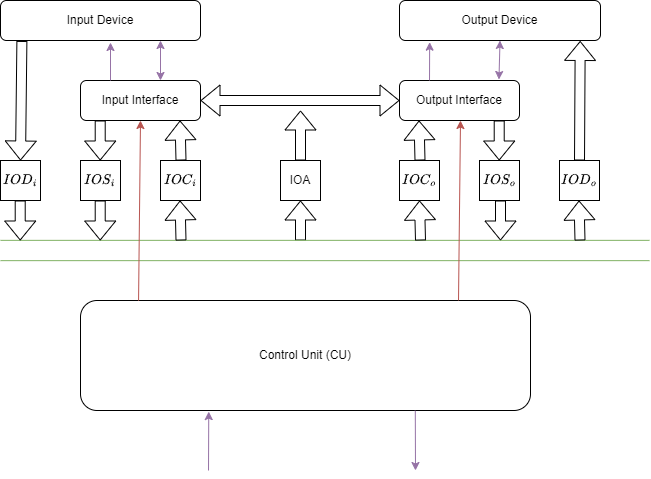 Input Device
Output Device
Input Interface
Output Interface
IOD_i
IOS_i
IOC_i
IOA
IOC_o
IOS_o
IOD_o
Control Unit (CU)